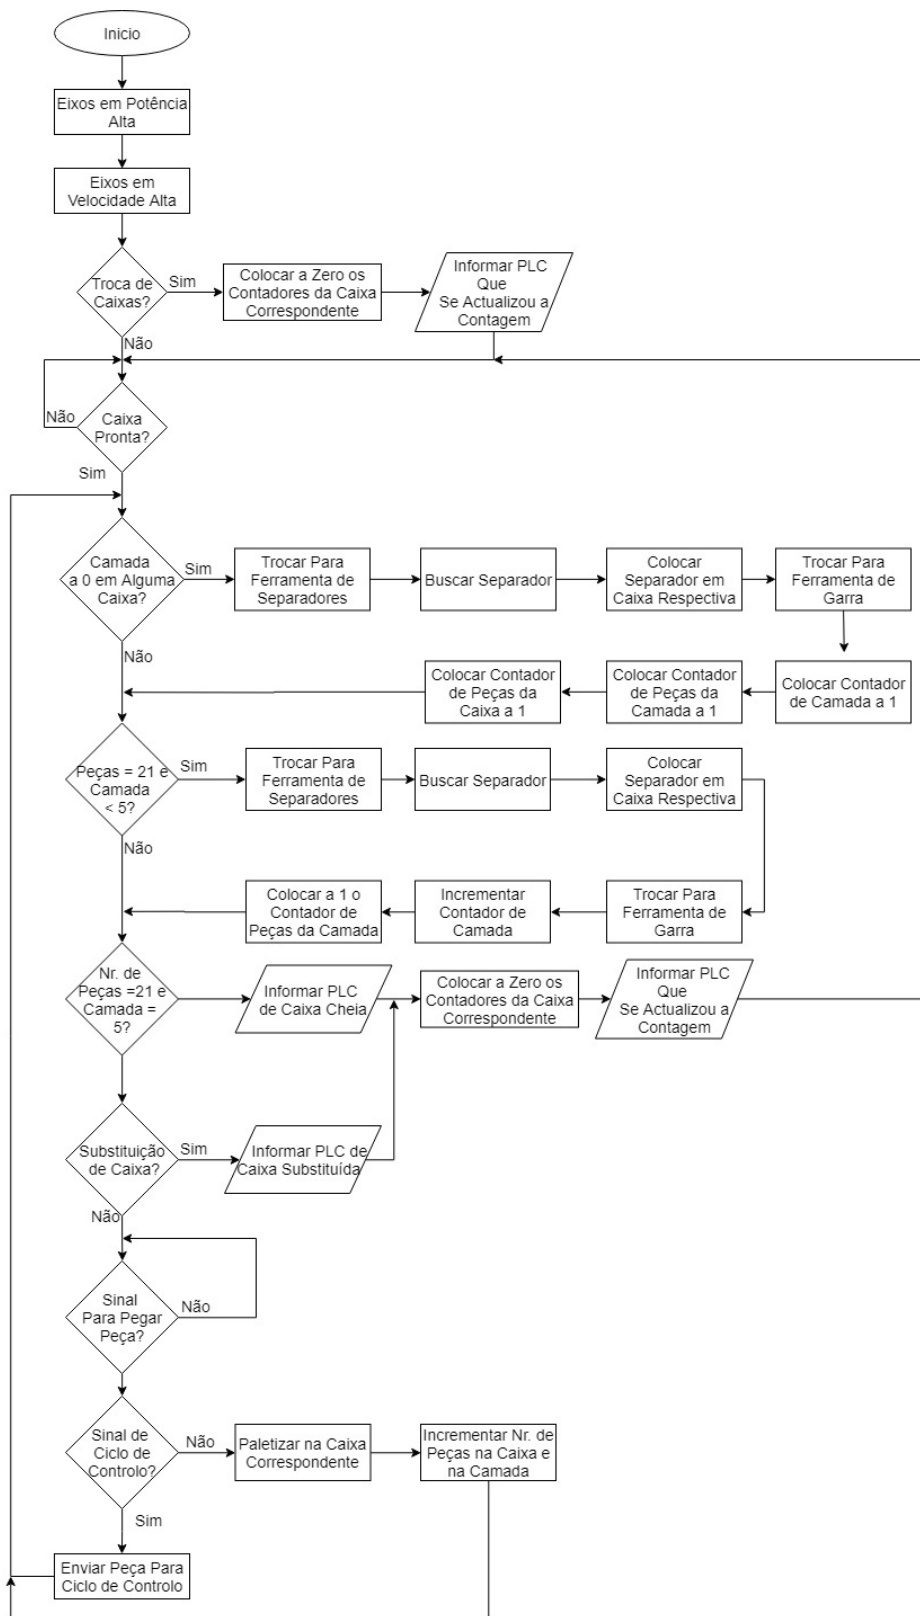 Inicio
Eixos em Potência
Alta
Eixos em
Velocidade Alta
Troca de
Caixas?
Sim
Colocar a Zero os
Contadores da Caixa
Correspondente
Informar PLC
Que
Se Actualizou a
Contagem
Não
Não
Caixa
Pronta?
Sim
Camada
a 0 em Alguma
Caixa?
Sim
Trocar Para
Ferramenta de
Separadores
Buscar Separador
Colocar
Separador em
Caixa Respectiva
Trocar Para
Ferramenta de
Garra
Não
Colocar Contador
de Peças da
Caixa a 1
Colocar Contador
de Peças da
Camada a 1
Colocar Contador
de Camada a 1
Peças = 21 e
Camada
< 5?
Sim
Trocar Para
Ferramenta de
Separadores
Buscar Separador
Colocar
Separador em
Caixa Respectiva
Não
Colocar a 1 o
Contador de
Peças da Camada
Incrementar
Contador de
Camada
Trocar Para
Ferramenta de
Garra
Nr. de
Peças =21 e
Camada =
5?
Informar PLC
de Caixa Cheia
Colocar a Zero os
Contadores da Caixa
Correspondente
Informar PLC
Que
Se Actualizou a
Contagem
Substituição
de Caixa?
Sim
Informar PLC de
Caixa Substituída
Não
Sinal
Para Pegar
Peça?
Não
Sinal de
Ciclo de
Controlo?
Não
Paletizar na Caixa
Correspondente
Incrementar Nr. de
Peças na Caixa e
na Camada
Sim
Enviar Peça Para
Ciclo de Controlo